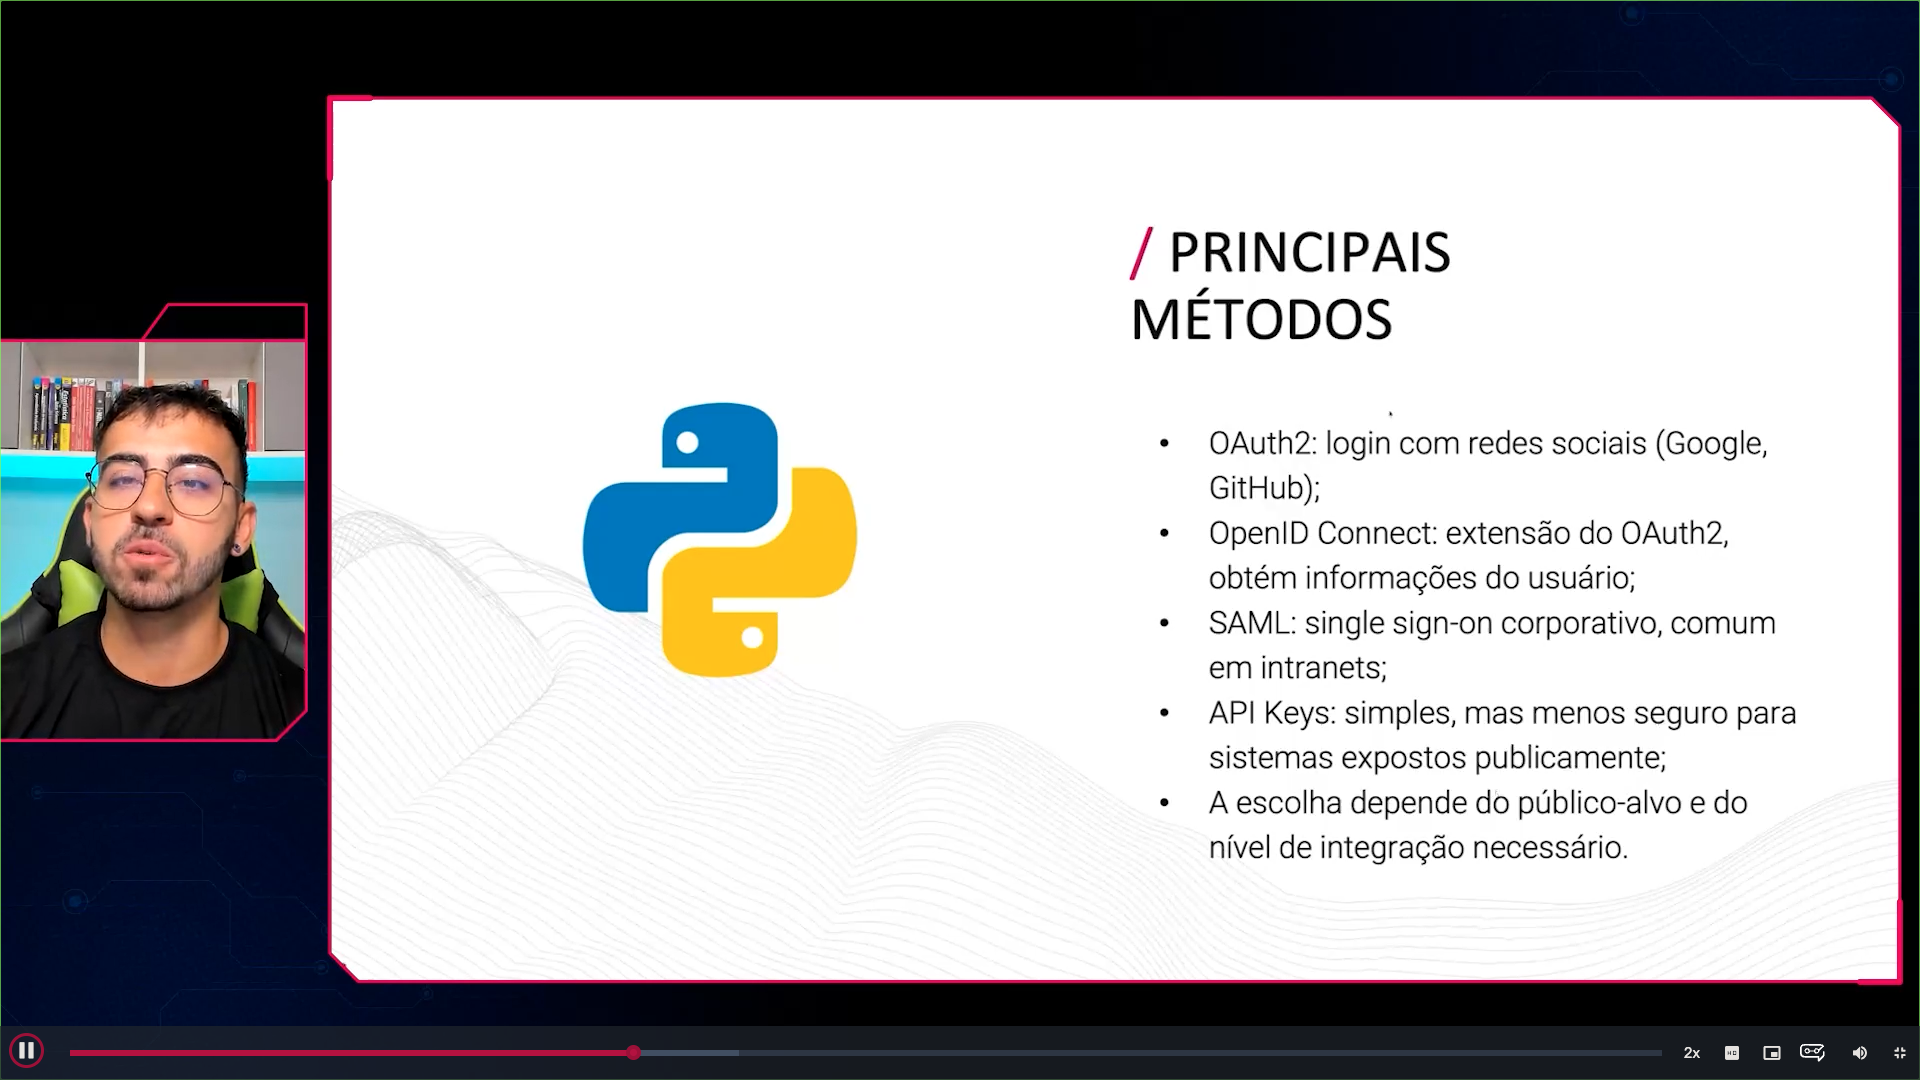 / PRINCIPAIS
MÉTODOS
• OAuth2: login com redes sociais (Google,
GitHub);
• OpenID Connect: extensão do OAuth2,
obtém informações do usuário;
• SAML: single sign-on corporativo, comum
em intranets;
• API Keys: simples, mas menos seguro para
sistemas expostos publicamente;
• A escolha depende do público-alvo e do
nível de integração necessário.
2x
HD